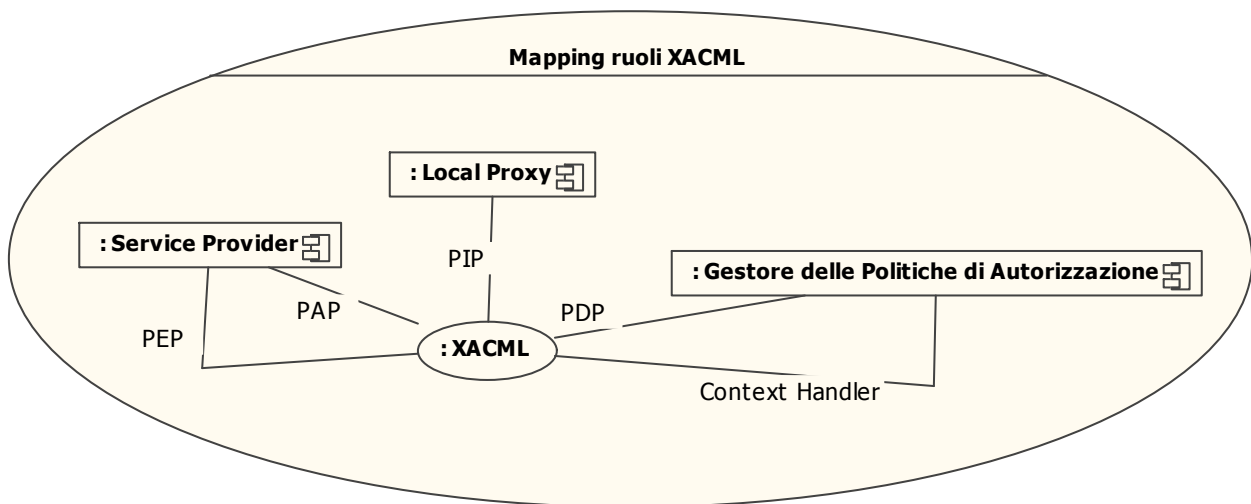 Mapping ruoli XACML
: Local Proxy
: Service Provider
PIP
: Gestore delle Politiche di Autorizzazione
PAP
PDP
PEP
: XACML
Context Handler